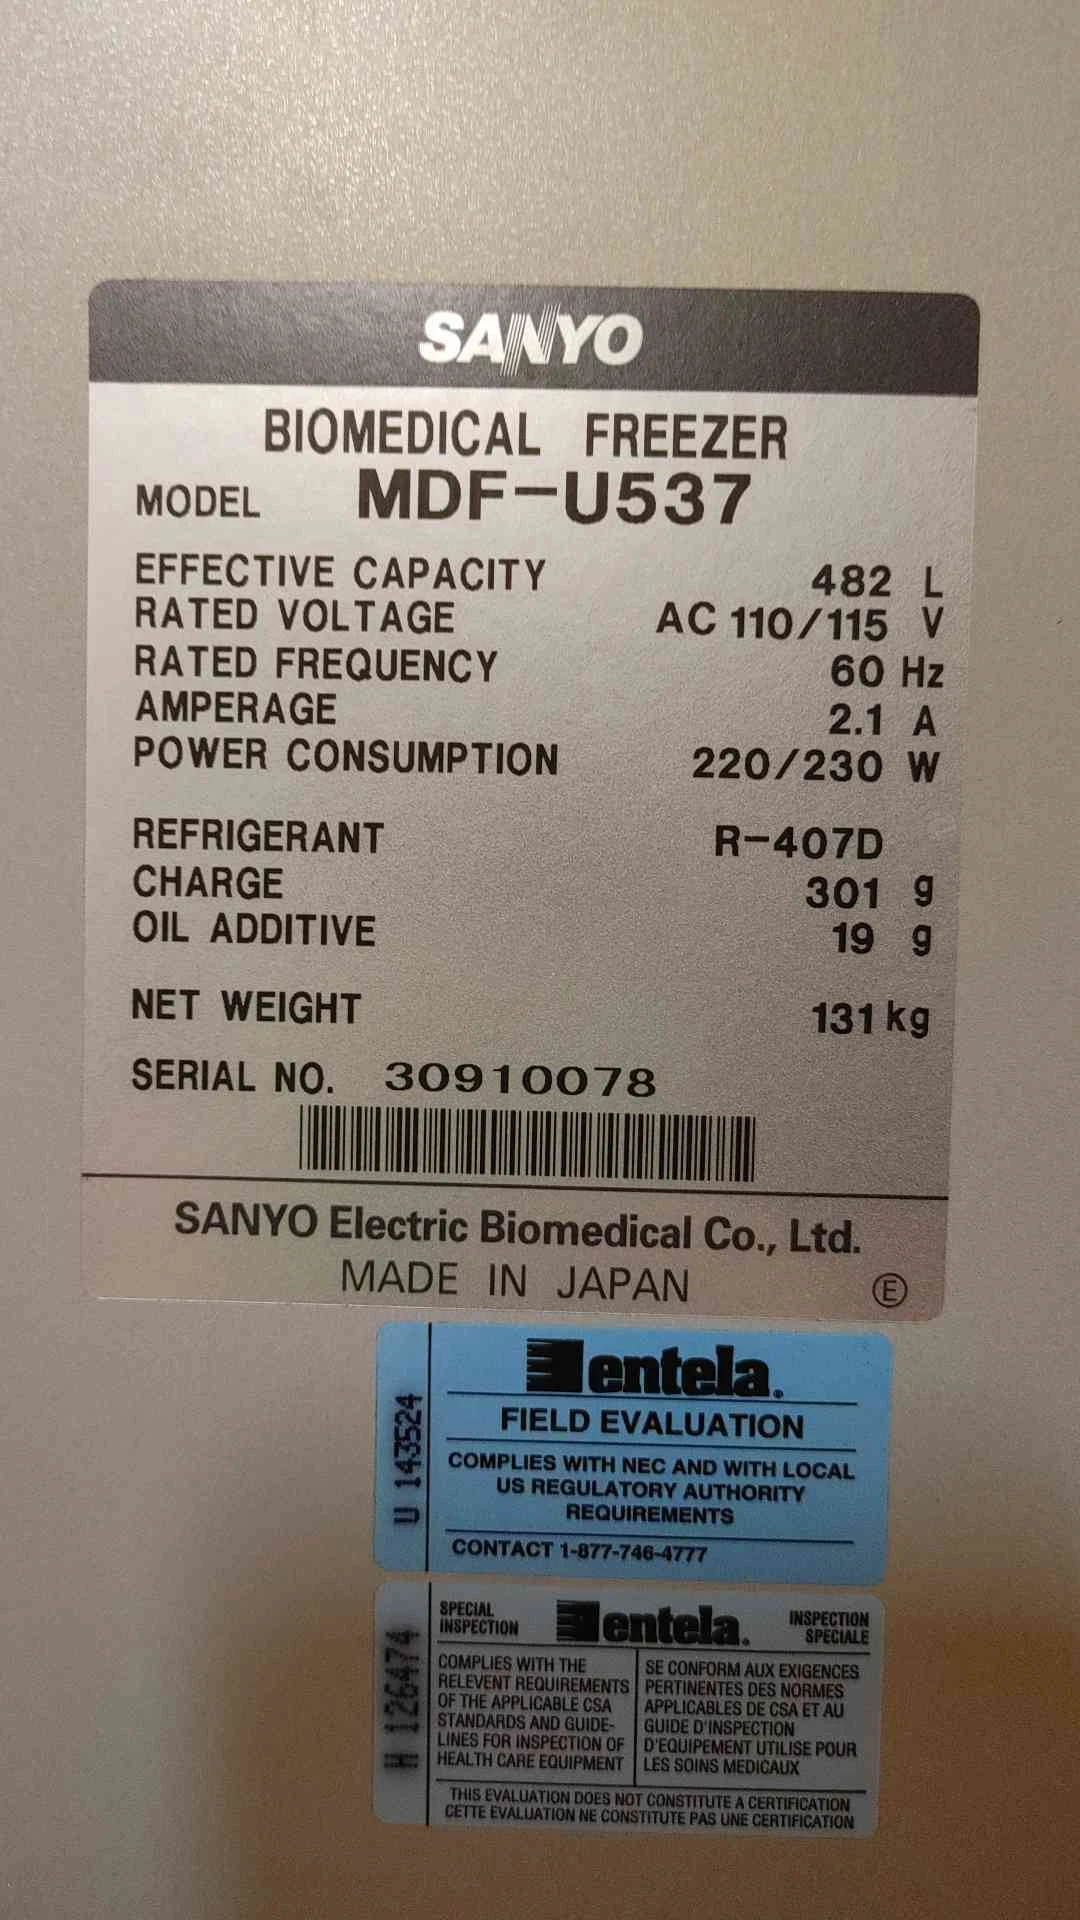 SANYO
BIOMEDICAL FREEZER
MODEL MDF-U537
EFFECTIVE CAPACITY 482 L
RATED VOLTAGE AC 110/115 V
RATED FREQUENCY 60 Hz
AMPERAGE 2.1 A
POWER CONSUMPTION 220/230 W
REFRIGERANT R-407D
CHARGE 301 g
OIL ADDITIVE 19 g
NET WEIGHT 131 kg
SERIAL NO. 30910078
SANYO Electric Biomedical Co., Ltd.
MADE IN JAPAN
Ⓔ
U 143524
entela®
FIELD EVALUATION
COMPLIES WITH NEC AND WITH LOCAL
US REGULATORY AUTHORITY
REQUIREMENTS
CONTACT 1-877-746-4777
H 126474
SPECIAL
INSPECTION
entela.
INSPECTION
SPECIALE
COMPLIES WITH THE
RELEVENT REQUIREMENTS
OF THE APPLICABLE CSA
STANDARDS AND GUIDE-
LINES FOR INSPECTION OF
HEALTH CARE EQUIPMENT
SE CONFORM AUX EXIGENCES
PERTINENTES DES NORMES
APPLICABLES DE CSA ET AU
GUIDE D'INSPECTION
D'EQUIPEMENT UTILISE POUR
LES SOINS MEDICAUX
THIS EVALUATION DOES NOT CONSTITUTE A CERTIFICATION
CETTE EVALUATION NE CONSTITUTE PAS UNE CERTIFICATION